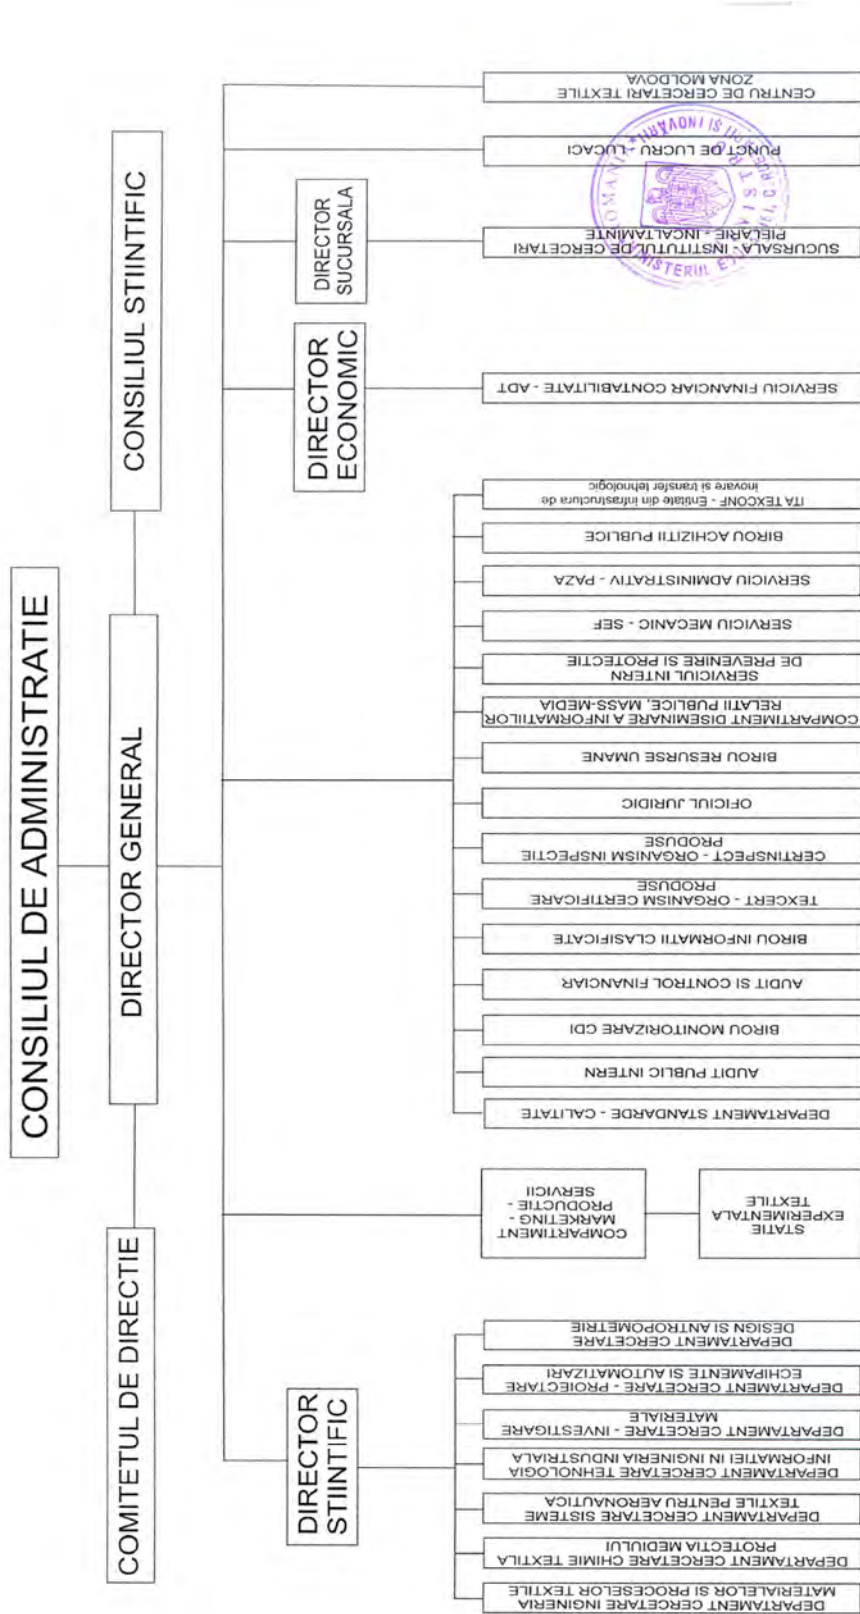 CONSILIUL DE ADMINISTRATIE
COMITETUL DE DIRECTIE
DIRECTOR GENERAL
CONSILIUL STIINTIFIC
DIRECTOR
STIINTIFIC
DIRECTOR
ECONOMIC
DIRECTOR
SUCURSALA
DEPARTAMENT CERCETARE INGINERIA
MATERIALELOR SI PROCESELOR TEXTILE
DEPARTAMENT CERCETARE CHIMIE TEXTILA
PROTECTIA MEDIULUI
DEPARTAMENT CERCETARE SISTEME
TEXTILE PENTRU AERONAUTICA
DEPARTAMENT CERCETARE TEHNOLOGIA
INFORMATIEI IN INGINERIA INDUSTRIALA
DEPARTAMENT CERCETARE - INVESTIGARE
MATERIALE
DEPARTAMENT CERCETARE - PROIECTARE
ECHIPAMENTE SI AUTOMATIZARI
DEPARTAMENT CERCETARE
DESIGN SI ANTROPOMETRIE
COMPARTIMENT
MARKETING -
PRODUCTIE -
SERVICII
STATIE
EXPERIMENTALA
TEXTILE
DEPARTAMENT STANDARDE - CALITATE
AUDIT PUBLIC INTERN
BIROU MONITORIZARE CDI
AUDIT SI CONTROL FINANCIAR
BIROU INFORMATII CLASIFICATE
TEXCERT - ORGANISM CERTIFICARE
PRODUSE
CERTINSPECT - ORGANISM INSPECTIE
PRODUSE
OFICIUL JURIDIC
BIROU RESURSE UMANE
COMPARTIMENT DISEMINARE A INFORMATIILOR
RELATII PUBLICE, MASS-MEDIA
SERVICIUL INTERN
DE PREVENIRE SI PROTECTIE
SERVICIU MECANIC - SEF
SERVICIU ADMINISTRATIV - PAZA
BIROU ACHIZITII PUBLICE
ITA TEXCONF - Entitate din infrastructura de
inovare si transfer tehnologic
SERVICIU FINANCIAR CONTABILITATE - ADT
SUCURSALA - INSTITUTUL DE CERCETARI
PIELARIE - INCALTAMINTE
PUNCT DE LUCRU - LUCACI
CENTRU DE CERCETARI TEXTILE
ZONA MOLDOVA
ROMANIA
MINISTERUL
ȘI INOVĂRII